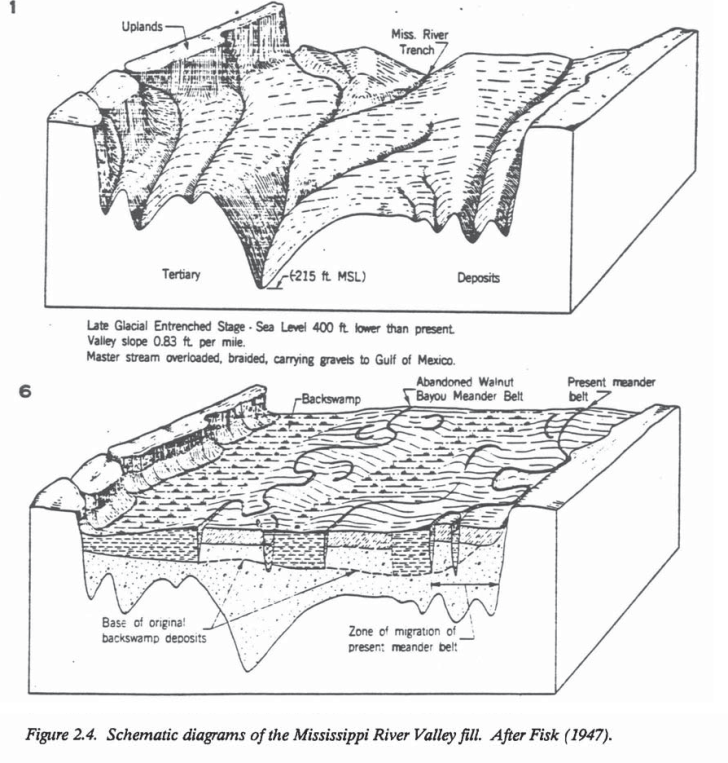 1
Uplands
Miss. River
Trench
Tertiary
(-215 ft. MSL)
Deposits
Late Glacial Entrenched Stage - Sea Level 400 ft. lower than present.
Valley slope 0.83 ft. per mile.
Master stream overloaded, braided, carrying gravels to Gulf of Mexico.
6
Backswamp
Abandoned Walnut
Bayou Meander Belt
Present meander
belt
Base of original
backswamp deposits
Zone of migration of
present meander belt
Figure 2.4. Schematic diagrams of the Mississippi River Valley fill. After Fisk (1947).